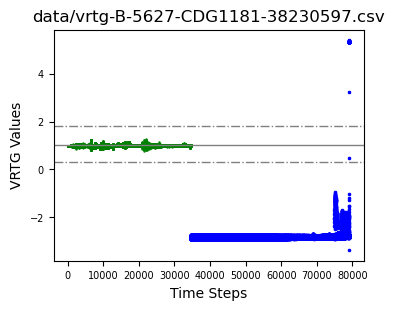 data/vrtg-B-5627-CDG1181-38230597.csv
VRTG Values
4
2
0
−2
0 10000 20000 30000 40000 50000 60000 70000 80000
Time Steps